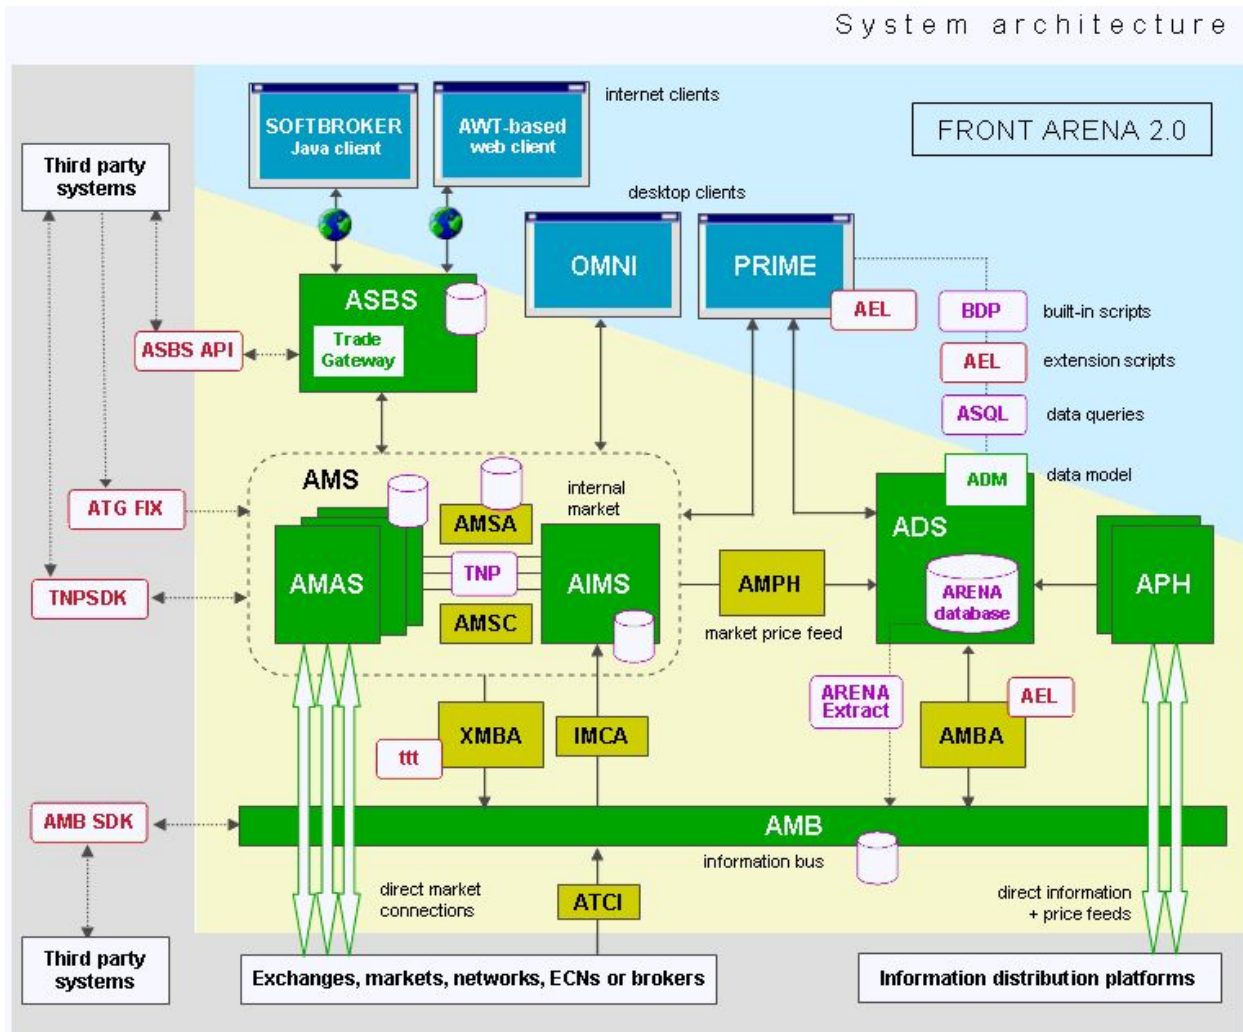 System architecture
FRONT ARENA 2.0
internet clients
SOFTBROKER
Java client
AWT-based
web client
Third party
systems
desktop clients
OMNI
PRIME
AEL
BDP
built-in scripts
AEL
extension scripts
ASQL
data queries
ADM
data model
ASBS
Trade
Gateway
ASBS API
ATG FIX
TNPSDK
AMS
AMSA
internal
market
AMAS
TNP
AIMS
AMSC
AMPH
market price feed
ADS
ARENA
database
APH
ARENA
Extract
AEL
AMBA
XMBA
ttt
IMCA
AMB SDK
AMB
information bus
direct market
connections
ATCI
direct information
+ price feeds
Third party
systems
Exchanges, markets, networks, ECNs or brokers
Information distribution platforms